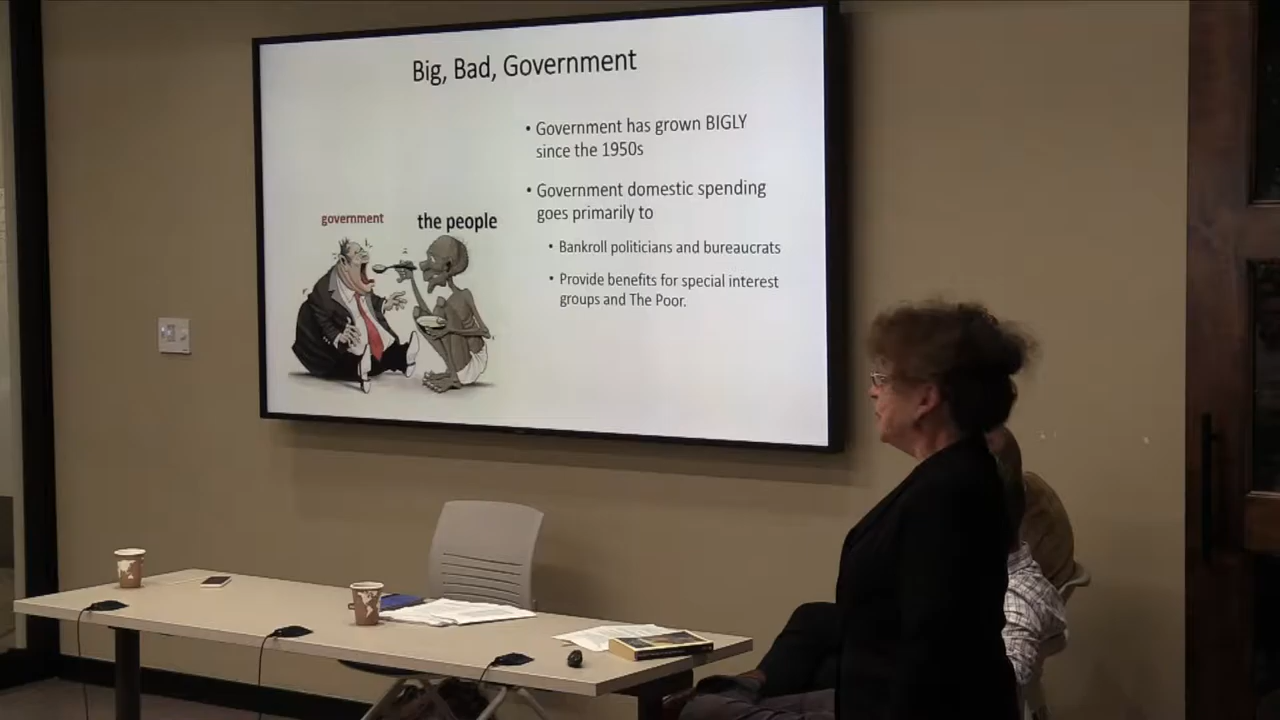 Big, Bad, Government
• Government has grown BIGLY
since the 1950s
• Government domestic spending
goes primarily to
• Bankroll politicians and bureaucrats
• Provide benefits for special interest
groups and The Poor.
government
the people